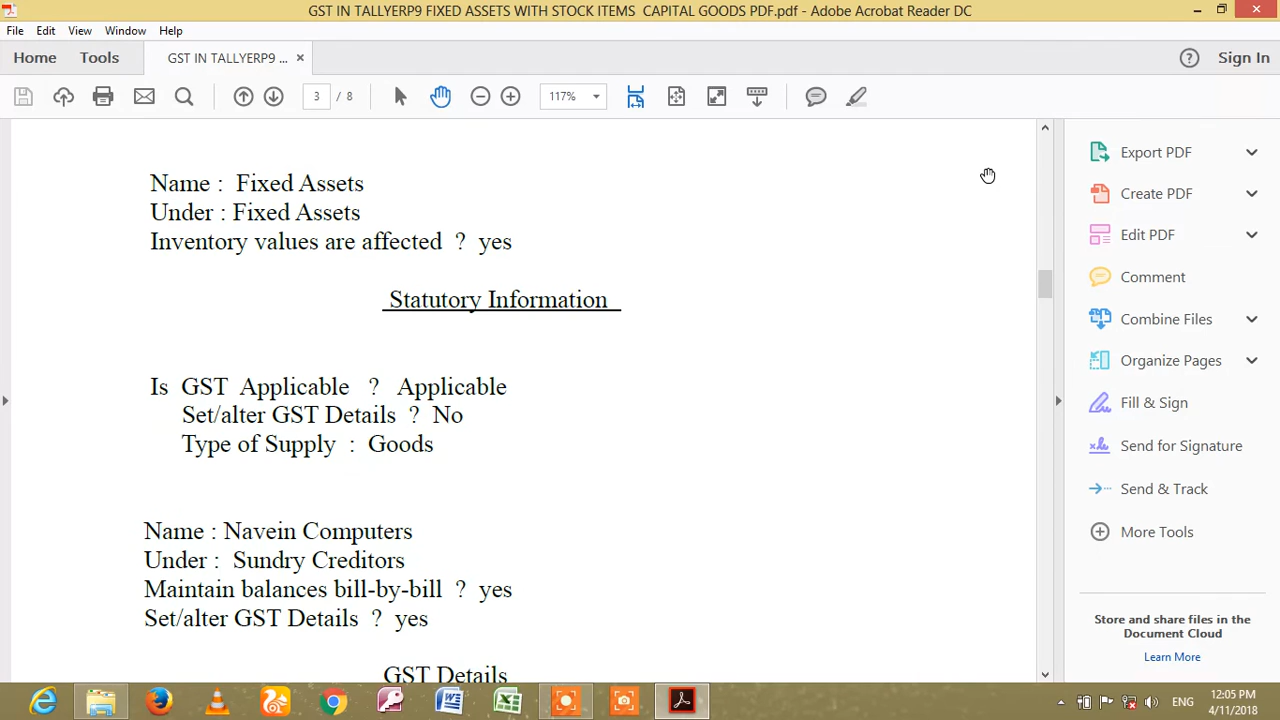 GST IN TALLYERP9 FIXED ASSETS WITH STOCK ITEMS  CAPITAL GOODS PDF.pdf - Adobe Acrobat Reader DC
File Edit View Window Help
Home Tools GST IN TALLYERP9 ... × Sign In
3 / 8 117%
Name :  Fixed Assets
Under : Fixed Assets
Inventory values are affected  ?  yes
Statutory Information
Is  GST  Applicable   ?   Applicable
Set/alter GST Details  ?  No
Type of Supply  :  Goods
Name : Navein Computers
Under :  Sundry Creditors
Maintain balances bill-by-bill  ?  yes
Set/alter GST Details  ?  yes
GST Details
Export PDF
Create PDF
Edit PDF
Comment
Combine Files
Organize Pages
Fill & Sign
Send for Signature
Send & Track
More Tools
Store and share files in the
Document Cloud
Learn More
ENG
12:05 PM
4/11/2018